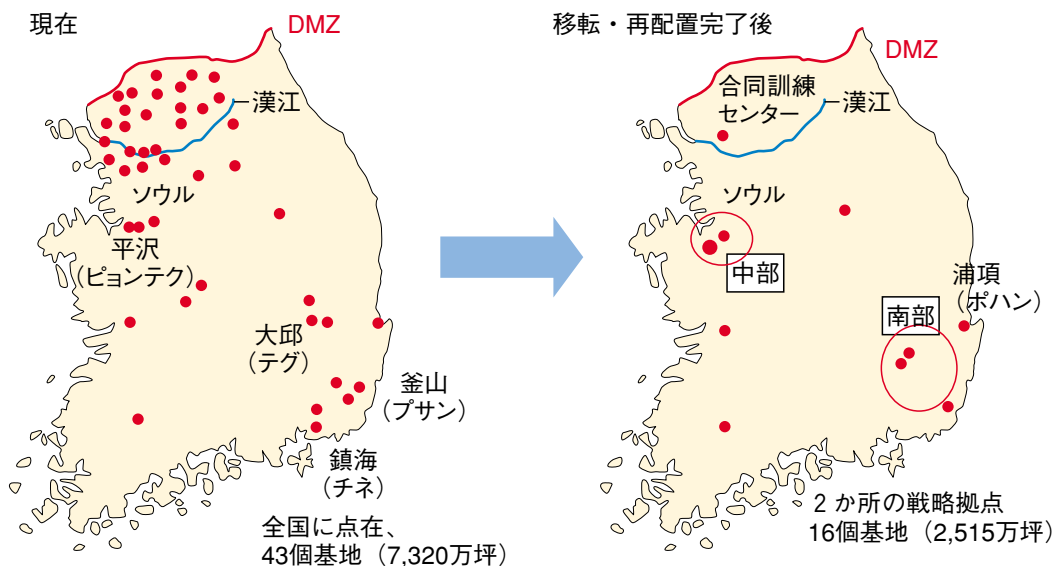 現在
DMZ
漢江
ソウル
平沢
（ピョンテク）
大邱
（テグ）
釜山
（プサン）
鎮海
（チネ）
全国に点在、
43個基地（7,320万坪）
移転・再配置完了後
DMZ
合同訓練
センター
漢江
ソウル
中部
浦項
（ポハン）
南部
２か所の戦略拠点
16個基地（2,515万坪）